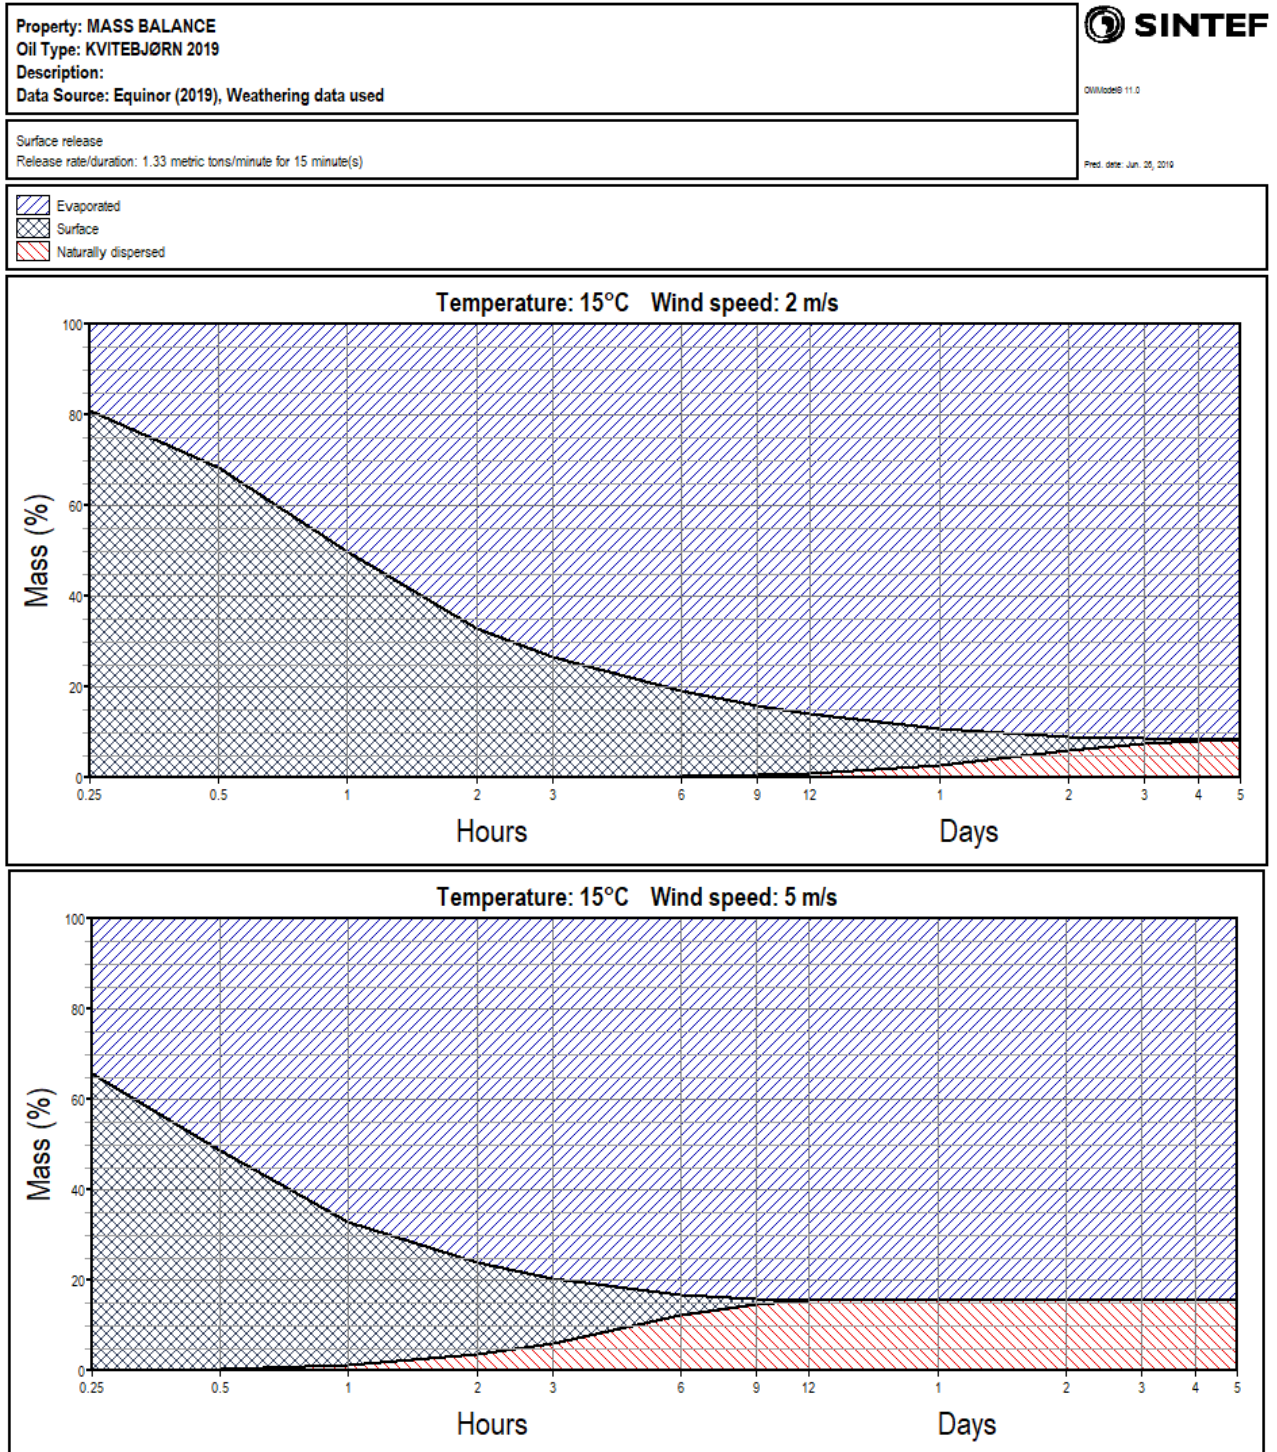 Property: MASS BALANCE
Oil Type: KVITEBJØRN 2019
Description:
Data Source: Equinor (2019), Weathering data used
SINTEF
OWModel® 11.0
Surface release
Release rate/duration: 1.33 metric tons/minute for 15 minute(s)
Pred. date: Jun. 26, 2019
Evaporated
Surface
Naturally dispersed
Temperature: 15°C Wind speed: 2 m/s
Mass (%)
100
80
60
40
20
0
0.25 0.5 1 2 3 6 9 12 1 2 3 4 5
Hours Days
Temperature: 15°C Wind speed: 5 m/s
Mass (%)
100
80
60
40
20
0
0.25 0.5 1 2 3 6 9 12 1 2 3 4 5
Hours Days